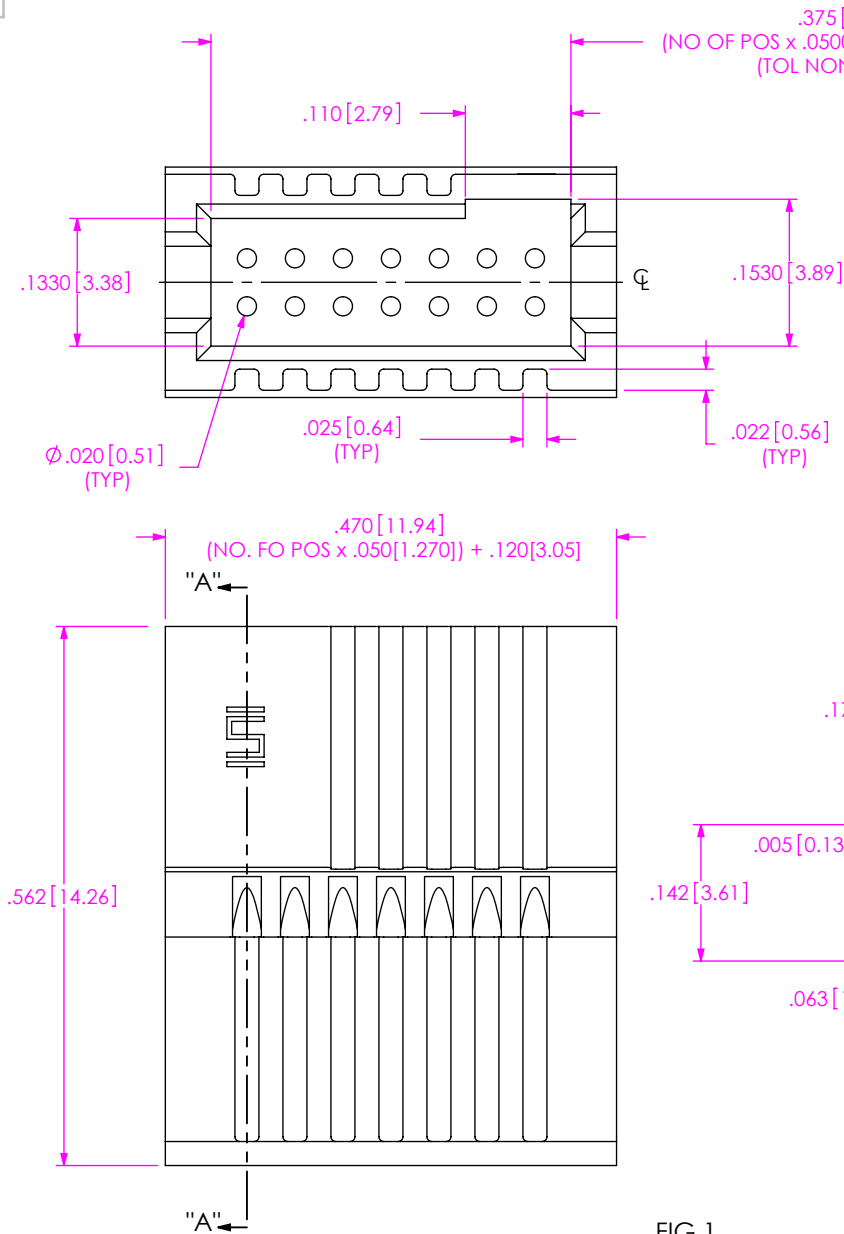 .375[
(NO OF POS x .0500
(TOL NON
.110[2.79]
.1330[3.38]
℄
.1530[3.89]
Ø.020[0.51]
(TYP)
.025[0.64]
(TYP)
.022[0.56]
(TYP)
.470[11.94]
(NO. FO POS x .050[1.270]) + .120[3.05]
"A"
.17
.005[0.13
.562[14.26]
.142[3.61]
.063[
"A"
FIG 1